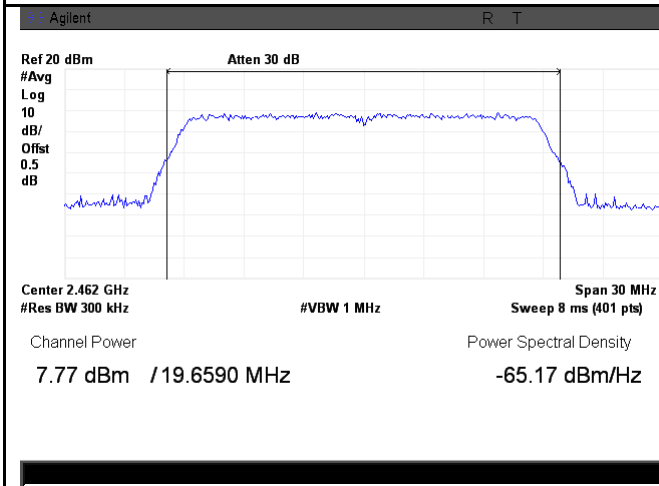 Agilent R T
Ref 20 dBm Atten 30 dB
#Avg
Log
10
dB/
Offst
0.5
dB
Center 2.462 GHz Span 30 MHz
#Res BW 300 kHz #VBW 1 MHz Sweep 8 ms (401 pts)
Channel Power Power Spectral Density
7.77 dBm / 19.6590 MHz -65.17 dBm/Hz